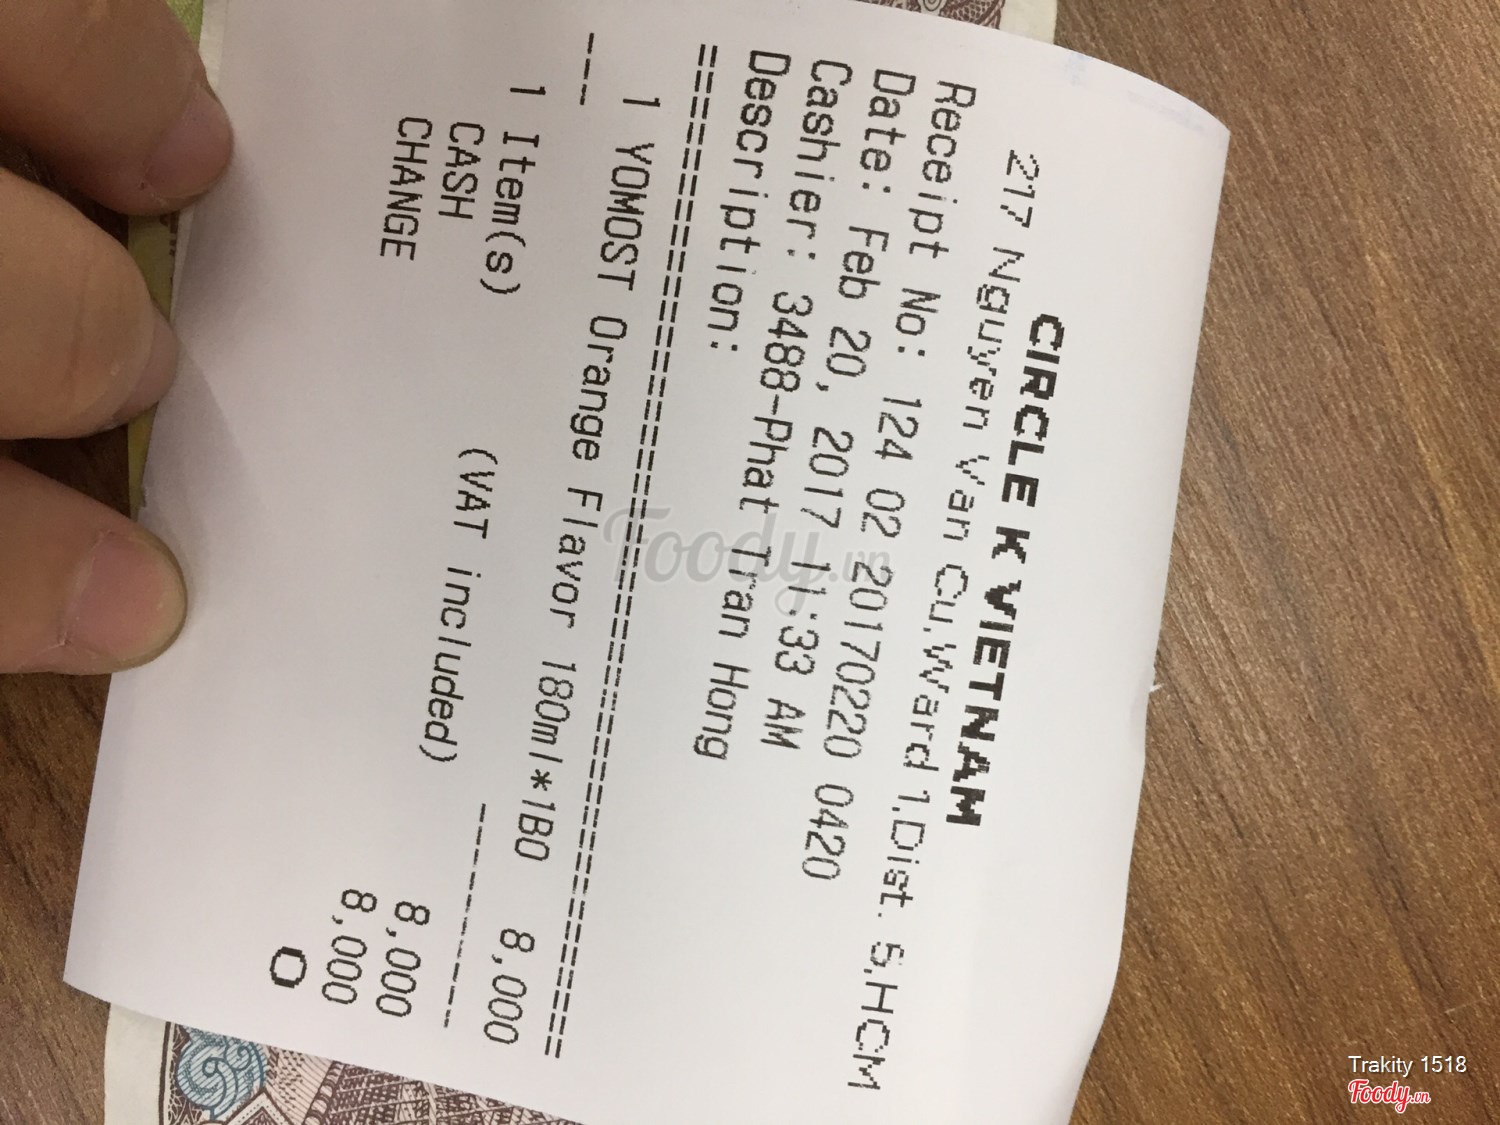 CIRCLE K VIETNAM
217 Nguyen Van Cu,Ward 1,Dist. 5,HCM
Receipt No: 124 02 20170220 0420
Date: Feb 20, 2017 11:33 AM
Cashier: 3488-Phat Tran Hong
Description:
==========================================
1 YOMOST Orange Flavor 180ml*1BO 8,000
--- ----------
1 Item(s) (VAT included) 8,000
CASH 8,000
CHANGE 0
Foody.vn
Trakity 1518
Foody.vn